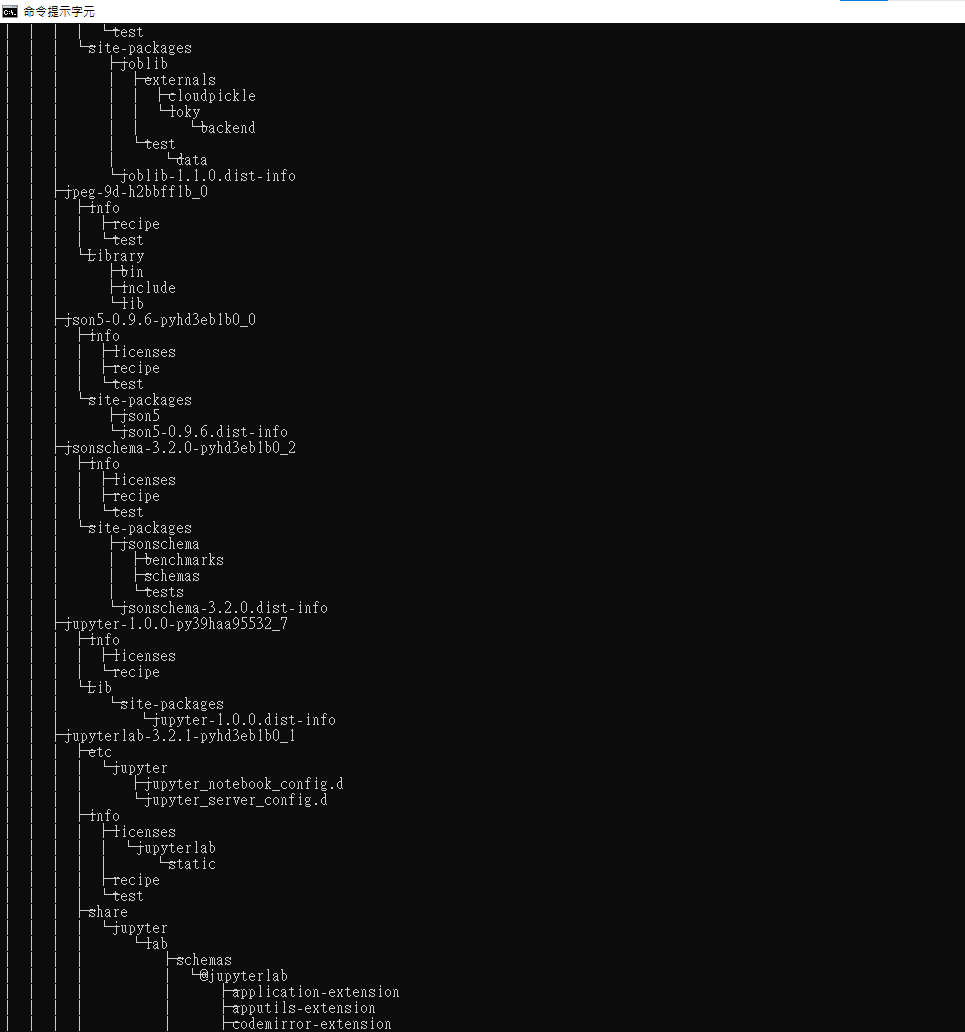 命令提示字元
│  │  │  │  └─test
│  │  │  └─site-packages
│  │  │      ├─joblib
│  │  │      │  ├─externals
│  │  │      │  │  ├─cloudpickle
│  │  │      │  │  └─loky
│  │  │      │  │      └─backend
│  │  │      │  └─test
│  │  │      │      └─data
│  │  │      └─joblib-1.1.0.dist-info
│  │  ├─jpeg-9d-h2bbff1b_0
│  │  │  ├─info
│  │  │  │  ├─recipe
│  │  │  │  └─test
│  │  │  └─Library
│  │  │      ├─bin
│  │  │      ├─include
│  │  │      └─lib
│  │  ├─json5-0.9.6-pyhd3eb1b0_0
│  │  │  ├─info
│  │  │  │  ├─licenses
│  │  │  │  ├─recipe
│  │  │  │  └─test
│  │  │  └─site-packages
│  │  │      ├─json5
│  │  │      └─json5-0.9.6.dist-info
│  │  ├─jsonschema-3.2.0-pyhd3eb1b0_2
│  │  │  ├─info
│  │  │  │  ├─licenses
│  │  │  │  ├─recipe
│  │  │  │  └─test
│  │  │  └─site-packages
│  │  │      ├─jsonschema
│  │  │      │  ├─benchmarks
│  │  │      │  ├─schemas
│  │  │      │  └─tests
│  │  │      └─jsonschema-3.2.0.dist-info
│  │  ├─jupyter-1.0.0-py39haa95532_7
│  │  │  ├─info
│  │  │  │  ├─licenses
│  │  │  │  └─recipe
│  │  │  └─Lib
│  │  │      └─site-packages
│  │  │          └─jupyter-1.0.0.dist-info
│  │  ├─jupyterlab-3.2.1-pyhd3eb1b0_1
│  │  │  ├─etc
│  │  │  │  └─jupyter
│  │  │  │      ├─jupyter_notebook_config.d
│  │  │  │      └─jupyter_server_config.d
│  │  │  ├─info
│  │  │  │  ├─licenses
│  │  │  │  │  └─jupyterlab
│  │  │  │  │      └─static
│  │  │  │  ├─recipe
│  │  │  │  └─test
│  │  │  ├─share
│  │  │  │  └─jupyter
│  │  │  │      └─lab
│  │  │  │          ├─schemas
│  │  │  │          │  └─@jupyterlab
│  │  │  │          │      ├─application-extension
│  │  │  │          │      ├─apputils-extension
│  │  │  │          │      ├─codemirror-extension